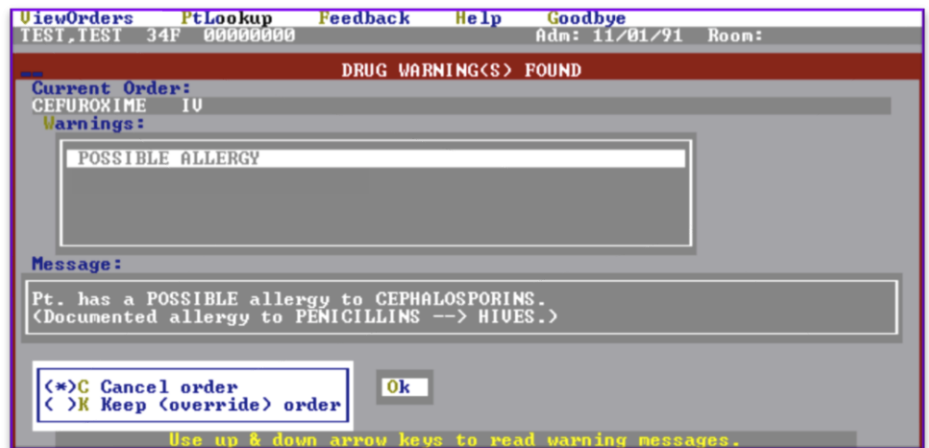 ViewOrders PtLookup Feedback Help Goodbye
TEST,TEST 34F 00000000 Adm: 11/01/91 Room:
DRUG WARNING(S) FOUND
Current Order:
CEFUROXIME IV
Warnings:
POSSIBLE ALLERGY
Message:
Pt. has a POSSIBLE allergy to CEPHALOSPORINS.
(Documented allergy to PENICILLINS --> HIVES.)
(*)C Cancel order
( )K Keep (override) order
Ok
Use up & down arrow keys to read warning messages.